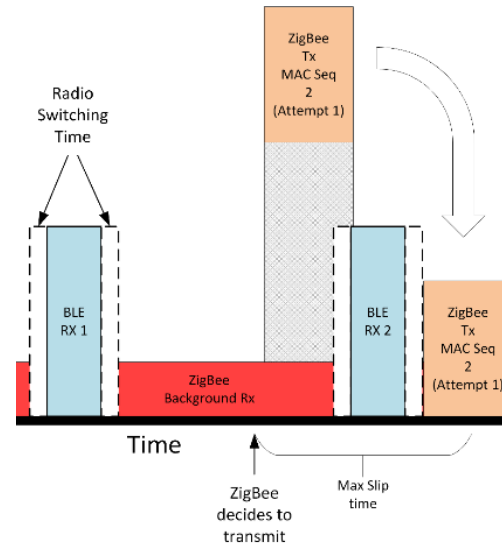 ZigBee
Tx
MAC Seq
2
(Attempt 1)
Radio
Switching
Time
BLE
RX 1
BLE
RX 2
ZigBee
Tx
MAC Seq
2
(Attempt 1)
ZigBee
Background Rx
Time
ZigBee
decides to
transmit
Max Slip
time